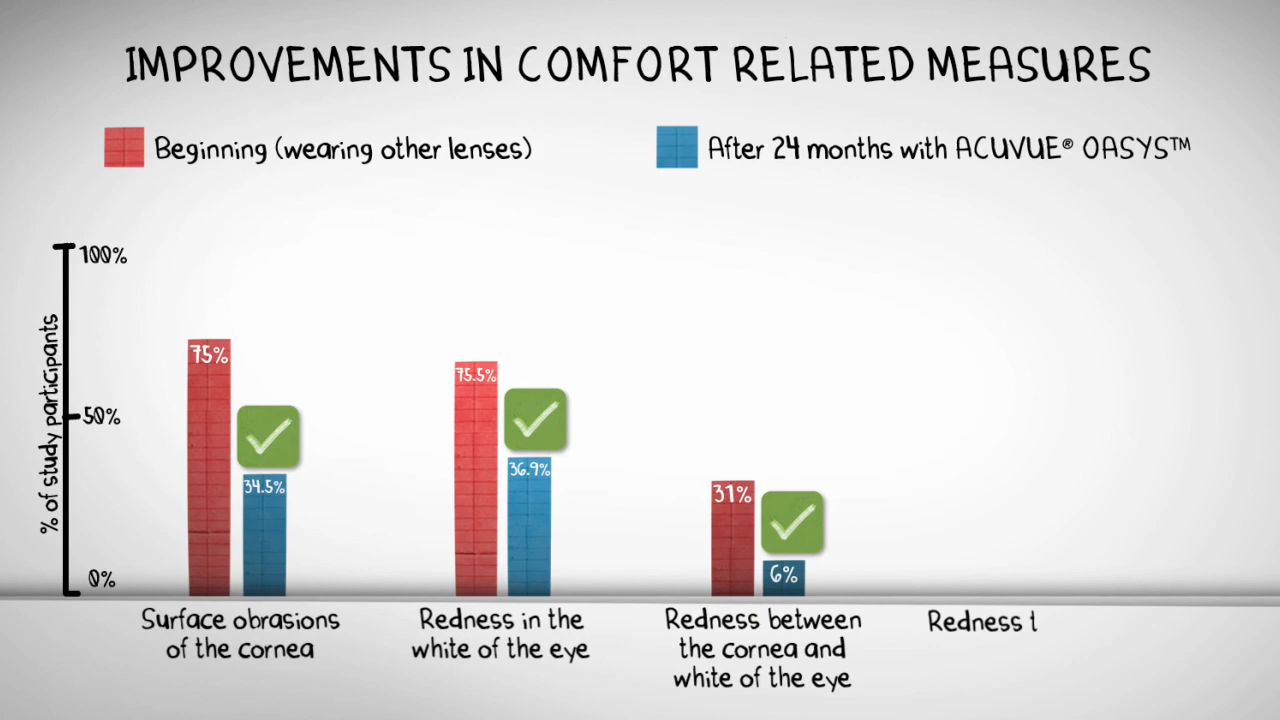 IMPROVEMENTS IN COMFORT RELATED MEASURES
Beginning (wearing other lenses)
After 24 months with ACUVUE® OASYS™
100%
50%
0%
% of study participants
75%
34.5%
75.5%
36.9%
31%
6%
Surface obrasions
of the cornea
Redness in the
white of the eye
Redness between
the cornea and
white of the eye
Redness t